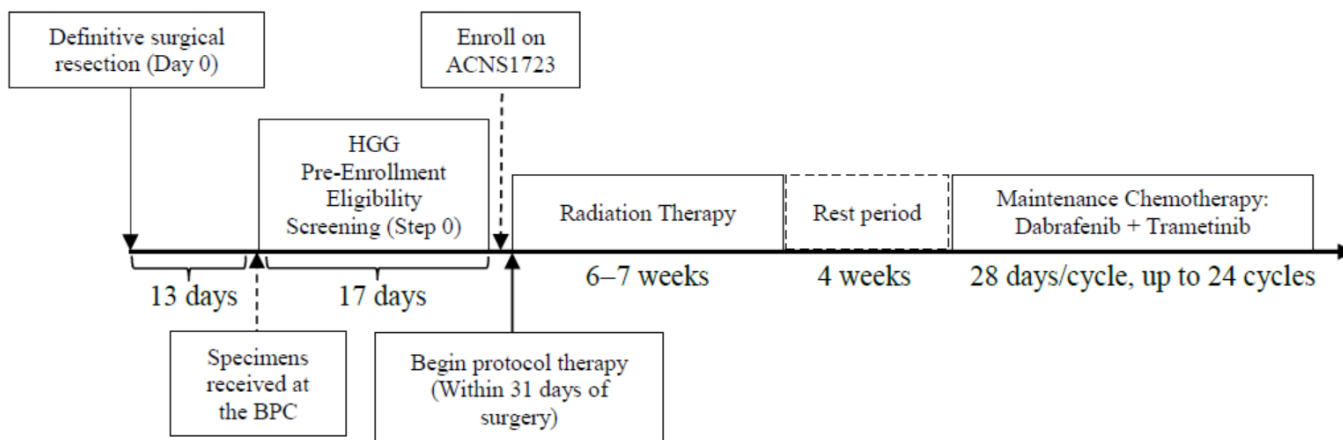 Definitive surgical
resection (Day 0)
Enroll on
ACNS1723
HGG
Pre-Enrollment
Eligibility
Screening (Step 0)
Radiation Therapy
Rest period
Maintenance Chemotherapy:
Dabrafenib + Trametinib
13 days
17 days
6–7 weeks
4 weeks
28 days/cycle, up to 24 cycles
Specimens
received at
the BPC
Begin protocol therapy
(Within 31 days of
surgery)